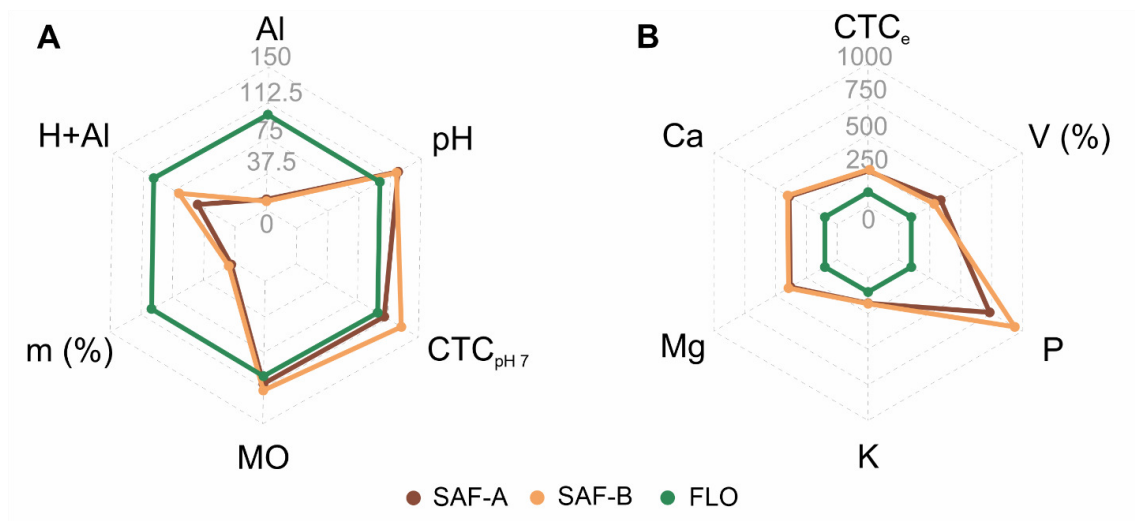 A
Al
150
112.5
75
37.5
0
pH
H+Al
m (%)
CTCpH 7
MO
B
CTCe
1000
750
500
250
0
Ca
V (%)
Mg
P
K
SAF-A SAF-B FLO